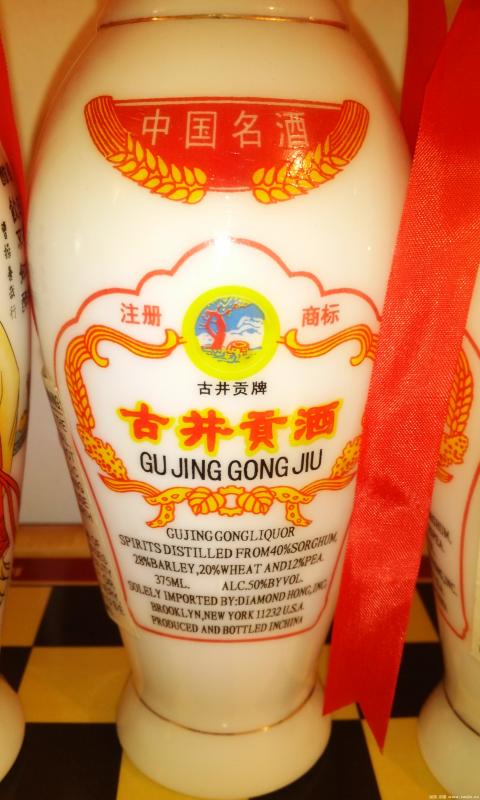 中国名酒
注册 商标
古井贡牌
古井贡酒
GU JING GONG JIU
GUJING GONG LIQUOR
SPIRITS DISTILLED FROM 40% SORGHUM,
28% BARLEY, 20% WHEAT AND 12% PEA.
375ML. ALC. 50% BY VOL.
SOLELY IMPORTED BY: DIAMOND HONG, INC.
BROOKLYN, NEW YORK 11232 U.S.A.
PRODUCED AND BOTTLED IN CHINA